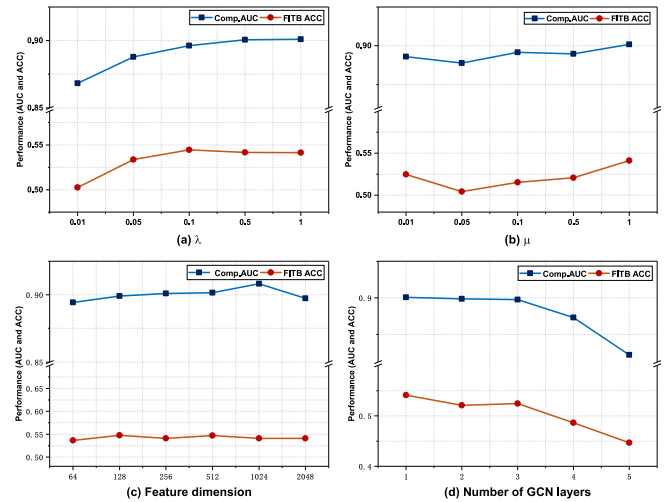 Comp.AUC FITB ACC
Performance (AUC and ACC)
0.90
0.85
0.55
0.50
0.01 0.05 0.1 0.5 1
(a) λ
Comp.AUC FITB ACC
Performance (AUC and ACC)
0.90
0.55
0.50
0.01 0.05 0.1 0.5 1
(b) μ
Comp.AUC FITB ACC
Performance (AUC and ACC)
0.90
0.85
0.65
0.60
0.55
0.50
64 128 256 512 1024 2048
(c) Feature dimension
Comp.AUC FITB ACC
Performance (AUC and ACC)
0.9
0.5
0.4
1 2 3 4 5
(d) Number of GCN layers